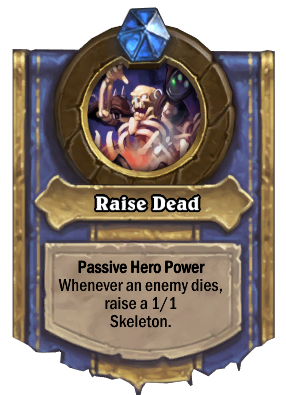 Raise Dead
Passive Hero Power
Whenever an enemy dies,
raise a 1/1
Skeleton.